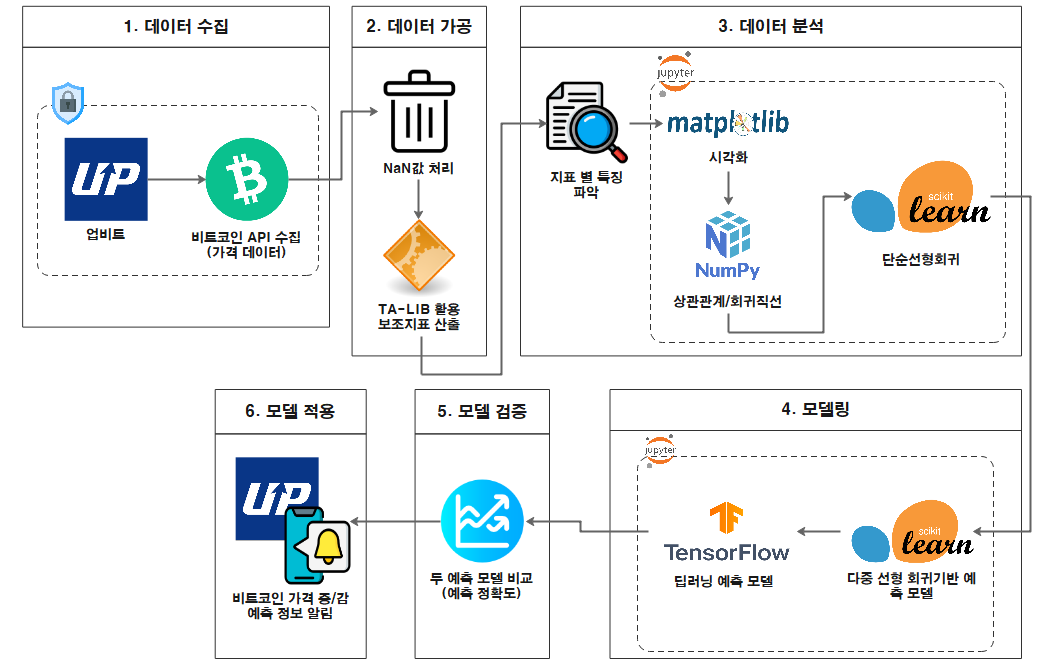 1. 데이터 수집
UP
업비트
비트코인 API 수집
(가격 데이터)
2. 데이터 가공
NaN값 처리
TA-LIB 활용
보조지표 산출
3. 데이터 분석
지표 별 특징
파악
jupyter
matplotlib
시각화
NumPy
상관관계/회귀직선
scikit
learn
단순선형회귀
4. 모델링
jupyter
scikit
learn
다중 선형 회귀기반 예
측 모델
TensorFlow
딥러닝 예측 모델
5. 모델 검증
두 예측 모델 비교
(예측 정확도)
6. 모델 적용
UP
비트코인 가격 증/감
예측 정보 알림